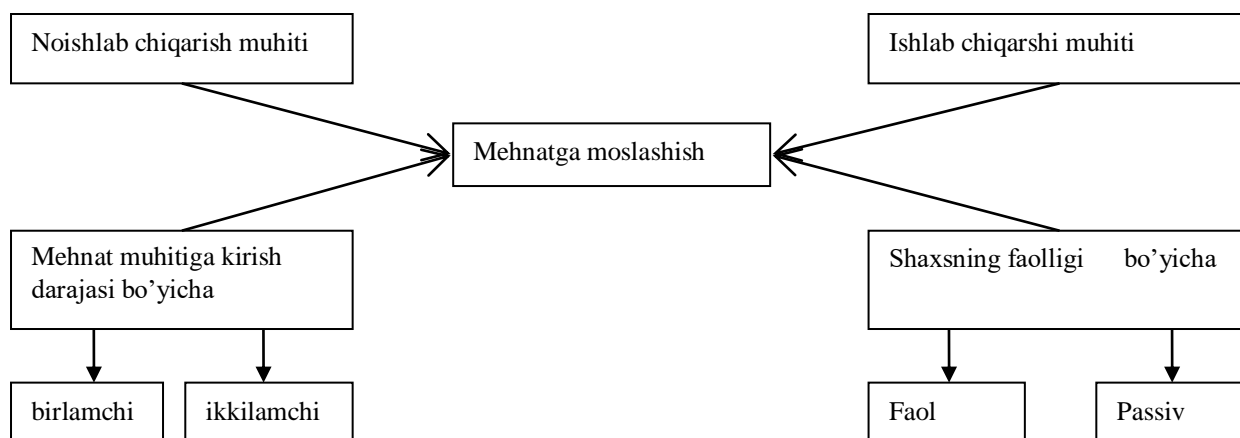 Noishlab chiqarish muhiti
Ishlab chiqarshi muhiti
Mehnatga moslashish
Mehnat muhitiga kirish
darajasi bo’yicha
Shaxsning faolligi bo’yicha
birlamchi
ikkilamchi
Faol
Passiv